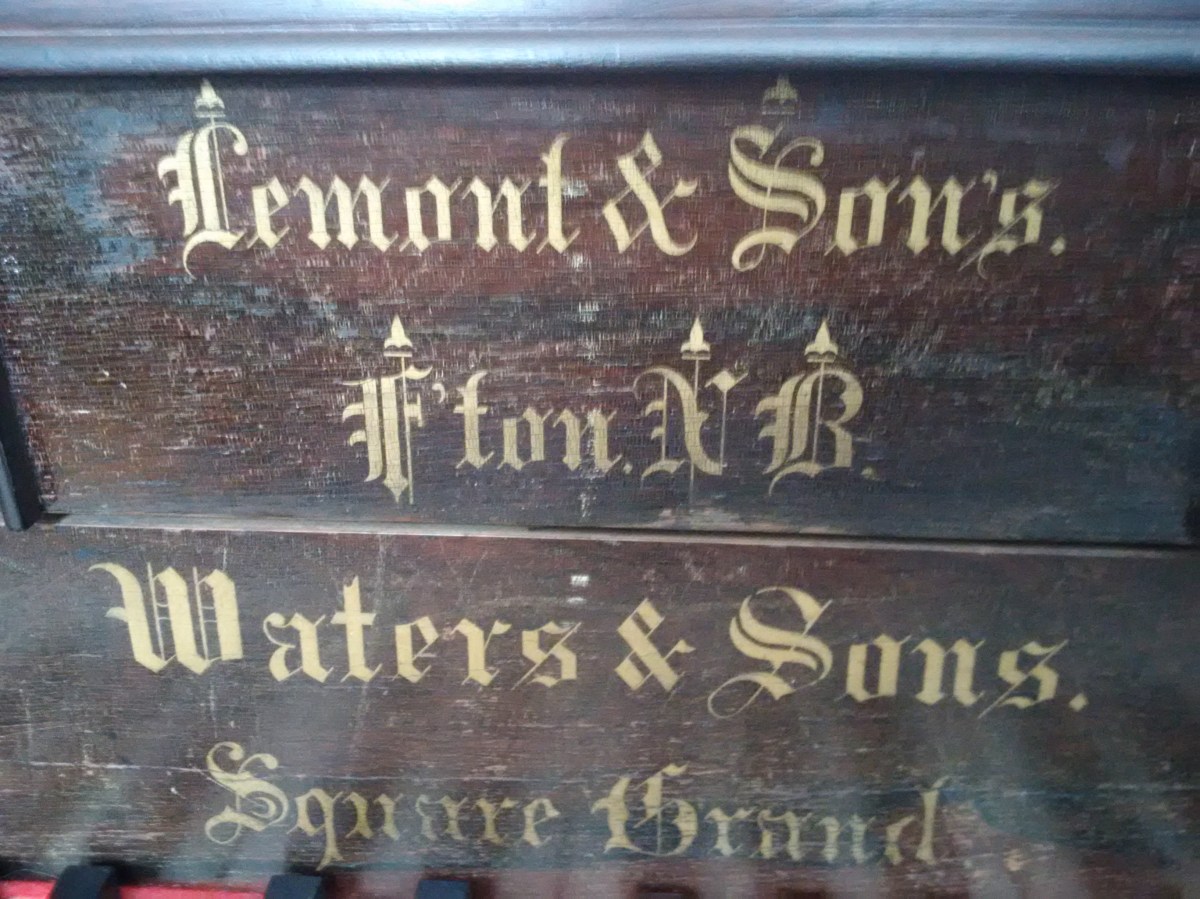 Lemont & Son's.
F'ton. N B.
Waters & Sons.
Square Grand.